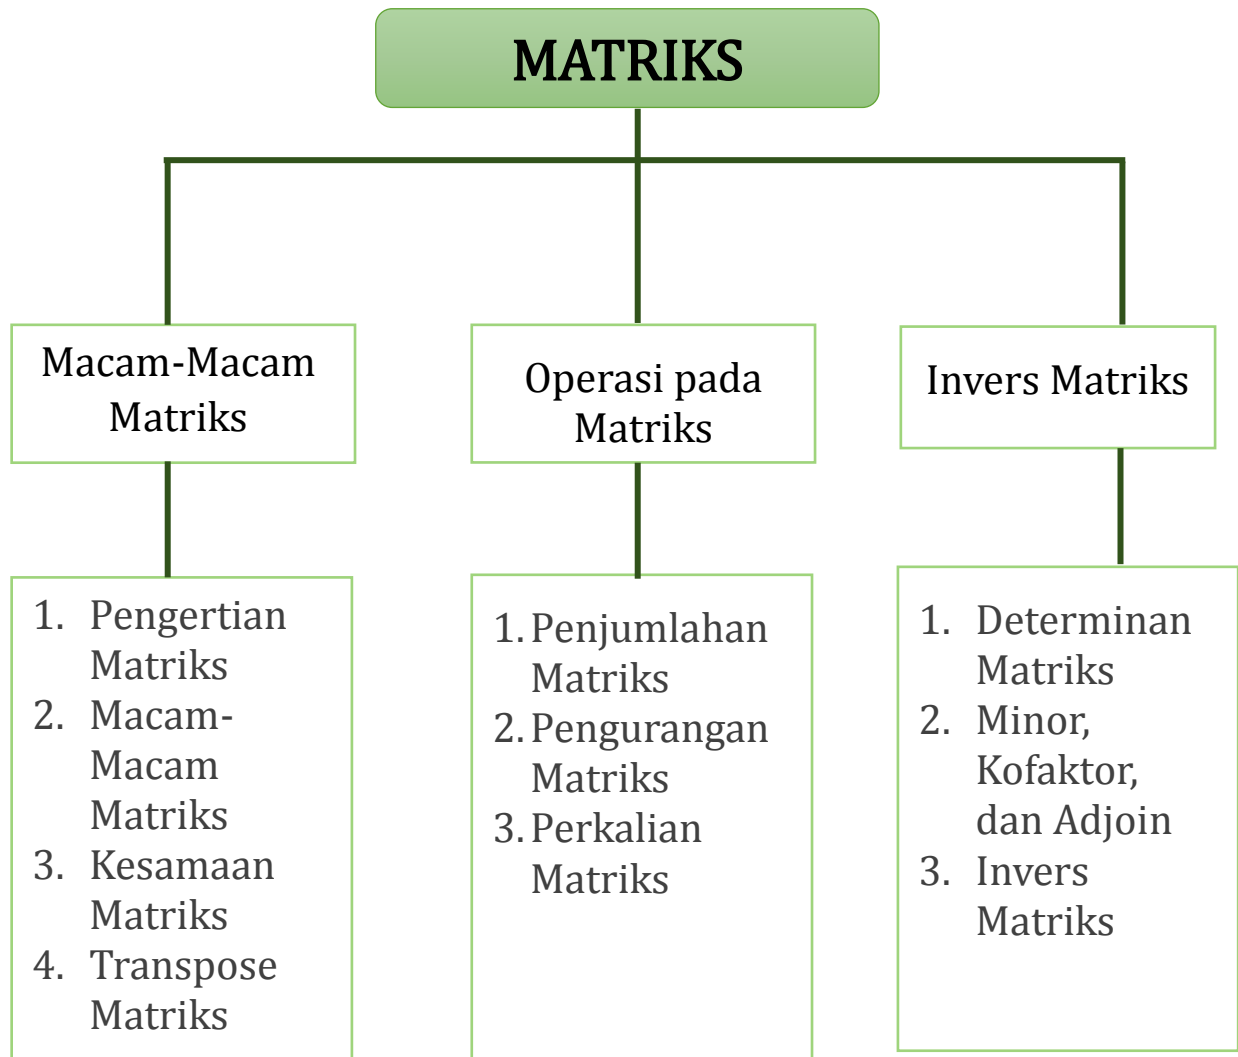 MATRIKS
Macam-Macam
Matriks
Operasi pada
Matriks
Invers Matriks
1. Pengertian
Matriks
2. Macam-
Macam
Matriks
3. Kesamaan
Matriks
4. Transpose
Matriks
1. Penjumlahan
Matriks
2. Pengurangan
Matriks
3. Perkalian
Matriks
1. Determinan
Matriks
2. Minor,
Kofaktor,
dan Adjoin
3. Invers
Matriks